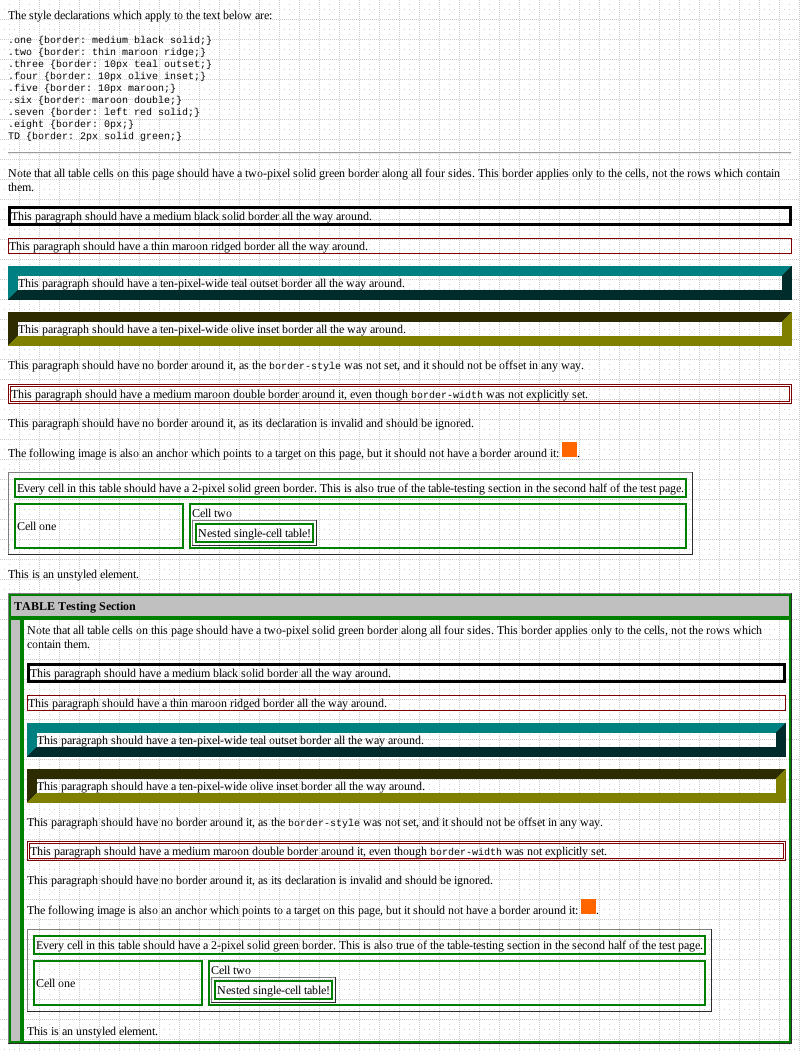 The style declarations which apply to the text below are:
.one {border: medium black solid;}
.two {border: thin maroon ridge;}
.three {border: 10px teal outset;}
.four {border: 10px olive inset;}
.five {border: 10px maroon;}
.six {border: maroon double;}
.seven {border: left red solid;}
.eight {border: 0px;}
TD {border: 2px solid green;}
Note that all table cells on this page should have a two-pixel solid green border along all four sides. This border applies only to the cells, not the rows which contain
them.
This paragraph should have a medium black solid border all the way around.
This paragraph should have a thin maroon ridged border all the way around.
This paragraph should have a ten-pixel-wide teal outset border all the way around.
This paragraph should have a ten-pixel-wide olive inset border all the way around.
This paragraph should have no border around it, as the border-style was not set, and it should not be offset in any way.
This paragraph should have a medium maroon double border around it, even though border-width was not explicitly set.
This paragraph should have no border around it, as its declaration is invalid and should be ignored.
The following image is also an anchor which points to a target on this page, but it should not have a border around it: .
Every cell in this table should have a 2-pixel solid green border. This is also true of the table-testing section in the second half of the test page.
Cell one
Cell two
Nested single-cell table!
This is an unstyled element.
TABLE Testing Section
Note that all table cells on this page should have a two-pixel solid green border along all four sides. This border applies only to the cells, not the rows which
contain them.
This paragraph should have a medium black solid border all the way around.
This paragraph should have a thin maroon ridged border all the way around.
This paragraph should have a ten-pixel-wide teal outset border all the way around.
This paragraph should have a ten-pixel-wide olive inset border all the way around.
This paragraph should have no border around it, as the border-style was not set, and it should not be offset in any way.
This paragraph should have a medium maroon double border around it, even though border-width was not explicitly set.
This paragraph should have no border around it, as its declaration is invalid and should be ignored.
The following image is also an anchor which points to a target on this page, but it should not have a border around it: .
Every cell in this table should have a 2-pixel solid green border. This is also true of the table-testing section in the second half of the test page.
Cell one
Cell two
Nested single-cell table!
This is an unstyled element.